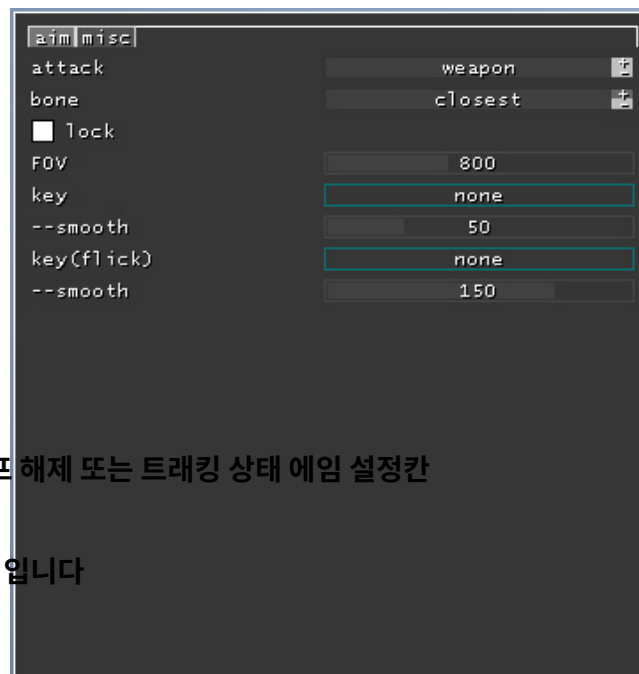 aim misc
attack weapon
bone closest
lock
FOV 800
key none
--smooth 50
key(flick) none
--smooth 150
해제 또는 트래킹 상태 에임 설정칸
입니다